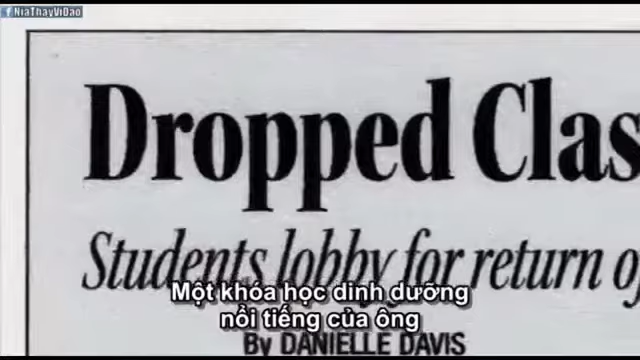 NiaThayViDao
Dropped Clas
Students lobby for return o
Một khóa học dinh dưỡng
nổi tiếng của ông
By DANIELLE DAVIS